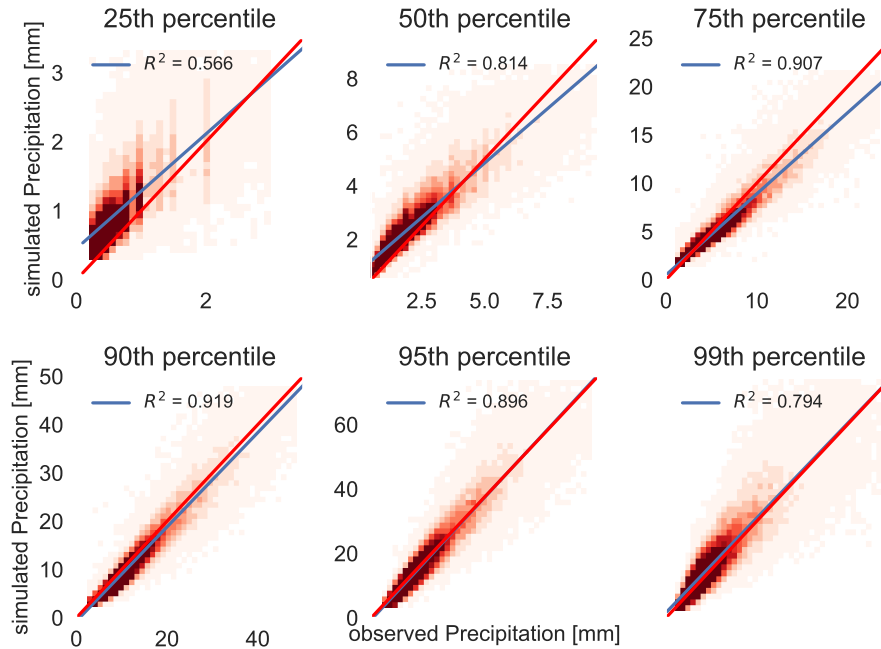 25th percentile
50th percentile
75th percentile
simulated Precipitation [mm]
R² = 0.566
R² = 0.814
R² = 0.907
3
2
1
0
8
6
4
2
25
20
15
10
5
0
0
2
2.5
5.0
7.5
0
10
20
90th percentile
95th percentile
99th percentile
simulated Precipitation [mm]
R² = 0.919
R² = 0.896
R² = 0.794
50
40
30
20
10
0
60
40
20
0
0
20
40
observed Precipitation [mm]